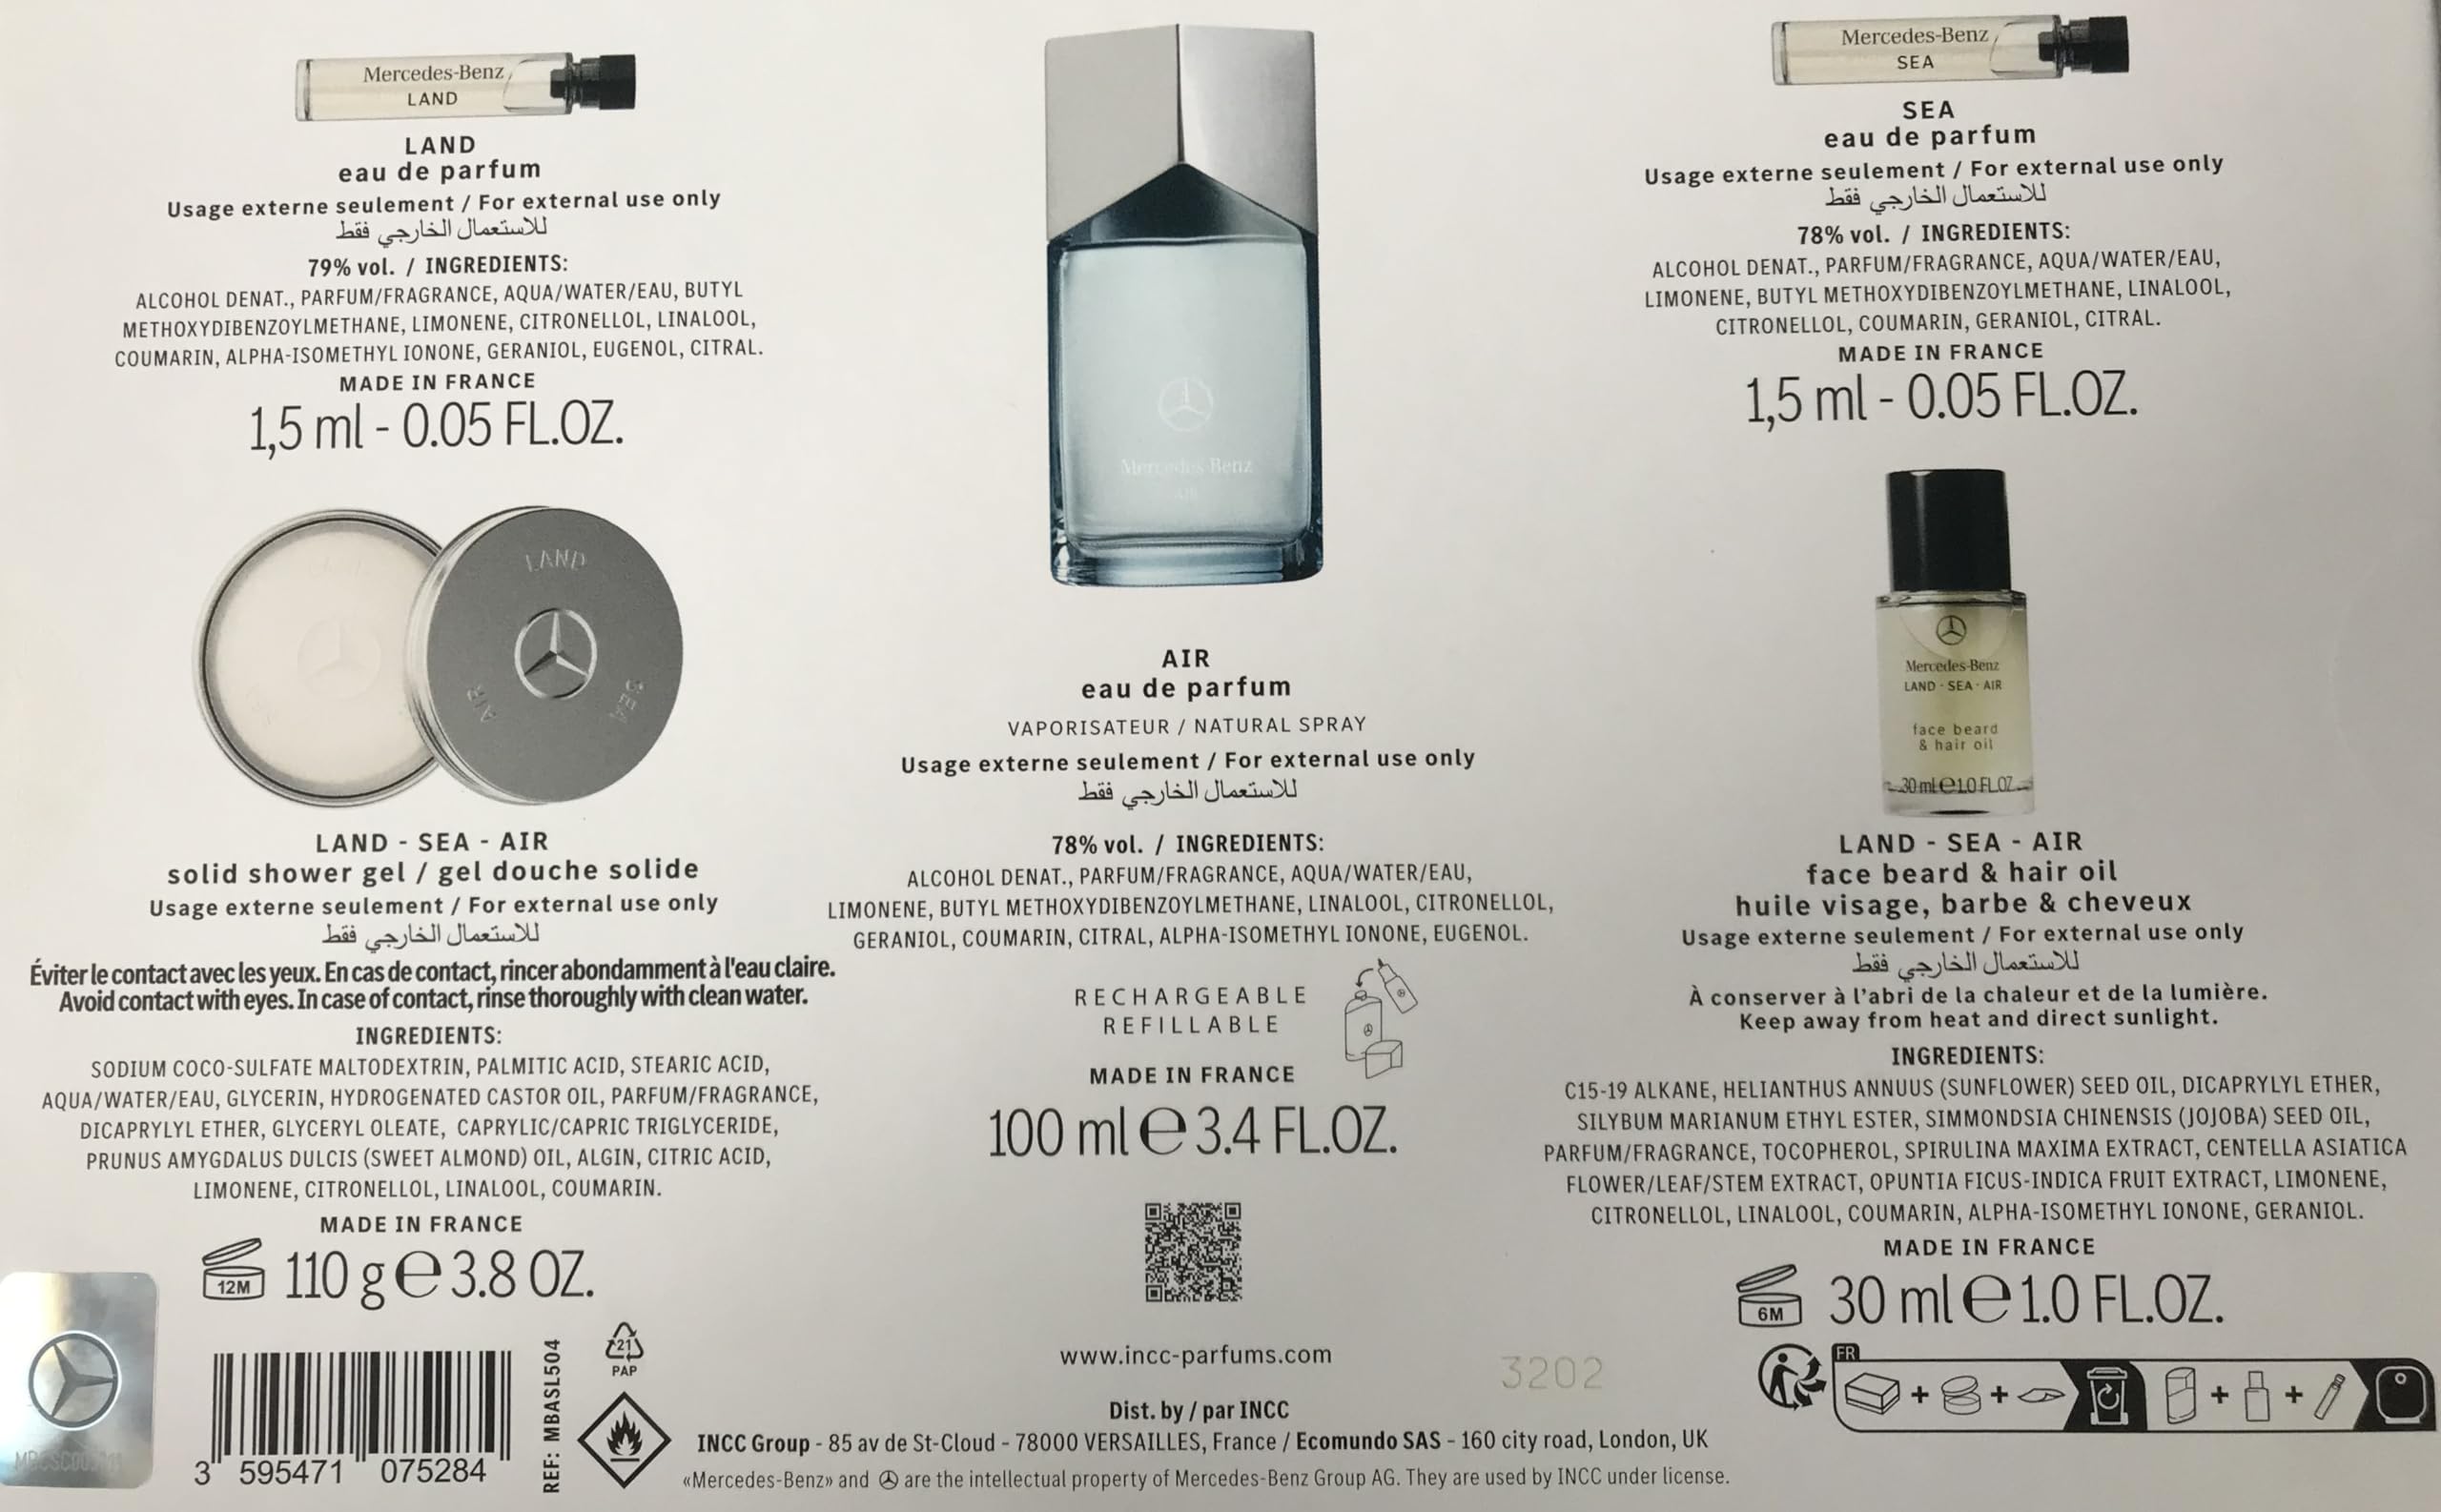 Mercedes-Benz
LAND
LAND
eau de parfum
Usage externe seulement / For external use only
للاستعمال الخارجي فقط
79% vol. / INGREDIENTS:
ALCOHOL DENAT., PARFUM/FRAGRANCE, AQUA/WATER/EAU, BUTYL
METHOXYDIBENZOYLMETHANE, LIMONENE, CITRONELLOL, LINALOOL,
COUMARIN, ALPHA-ISOMETHYL IONONE, GERANIOL, EUGENOL, CITRAL.
MADE IN FRANCE
1,5 ml - 0.05 FL.OZ.
LAND
AIR
SEA
LAND - SEA - AIR
solid shower gel / gel douche solide
Usage externe seulement / For external use only
للاستعمال الخارجي فقط
Éviter le contact avec les yeux. En cas de contact, rincer abondamment à l'eau claire.
Avoid contact with eyes. In case of contact, rinse thoroughly with clean water.
INGREDIENTS:
SODIUM COCO-SULFATE MALTODEXTRIN, PALMITIC ACID, STEARIC ACID,
AQUA/WATER/EAU, GLYCERIN, HYDROGENATED CASTOR OIL, PARFUM/FRAGRANCE,
DICAPRYLYL ETHER, GLYCERYL OLEATE, CAPRYLIC/CAPRIC TRIGLYCERIDE,
PRUNUS AMYGDALUS DULCIS (SWEET ALMOND) OIL, ALGIN, CITRIC ACID,
LIMONENE, CITRONELLOL, LINALOOL, COUMARIN.
MADE IN FRANCE
12M
110 g e 3.8 OZ.
3 595471 075284
REF: MBASL504
21
PAP
Mercedes-Benz
AIR
AIR
eau de parfum
VAPORISATEUR / NATURAL SPRAY
Usage externe seulement / For external use only
للاستعمال الخارجي فقط
78% vol. / INGREDIENTS:
ALCOHOL DENAT., PARFUM/FRAGRANCE, AQUA/WATER/EAU,
LIMONENE, BUTYL METHOXYDIBENZOYLMETHANE, LINALOOL, CITRONELLOL,
GERANIOL, COUMARIN, CITRAL, ALPHA-ISOMETHYL IONONE, EUGENOL.
RECHARGEABLE
REFILLABLE
MADE IN FRANCE
100 ml e 3.4 FL.OZ.
www.incc-parfums.com
3202
Dist. by / par INCC
INCC Group - 85 av de St-Cloud - 78000 VERSAILLES, France / Ecomundo SAS - 160 city road, London, UK
«Mercedes-Benz» and are the intellectual property of Mercedes-Benz Group AG. They are used by INCC under license.
Mercedes-Benz
SEA
SEA
eau de parfum
Usage externe seulement / For external use only
للاستعمال الخارجي فقط
78% vol. / INGREDIENTS:
ALCOHOL DENAT., PARFUM/FRAGRANCE, AQUA/WATER/EAU,
LIMONENE, BUTYL METHOXYDIBENZOYLMETHANE, LINALOOL,
CITRONELLOL, COUMARIN, GERANIOL, CITRAL.
MADE IN FRANCE
1,5 ml - 0.05 FL.OZ.
Mercedes-Benz
LAND - SEA - AIR
face beard
& hair oil
30 ml e 1.0 FL.OZ.
LAND - SEA - AIR
face beard & hair oil
huile visage, barbe & cheveux
Usage externe seulement / For external use only
للاستعمال الخارجي فقط
À conserver à l'abri de la chaleur et de la lumière.
Keep away from heat and direct sunlight.
INGREDIENTS:
C15-19 ALKANE, HELIANTHUS ANNUUS (SUNFLOWER) SEED OIL, DICAPRYLYL ETHER,
SILYBUM MARIANUM ETHYL ESTER, SIMMONDSIA CHINENSIS (JOJOBA) SEED OIL,
PARFUM/FRAGRANCE, TOCOPHEROL, SPIRULINA MAXIMA EXTRACT, CENTELLA ASIATICA
FLOWER/LEAF/STEM EXTRACT, OPUNTIA FICUS-INDICA FRUIT EXTRACT, LIMONENE,
CITRONELLOL, LINALOOL, COUMARIN, ALPHA-ISOMETHYL IONONE, GERANIOL.
MADE IN FRANCE
6M
30 ml e 1.0 FL.OZ.
FR